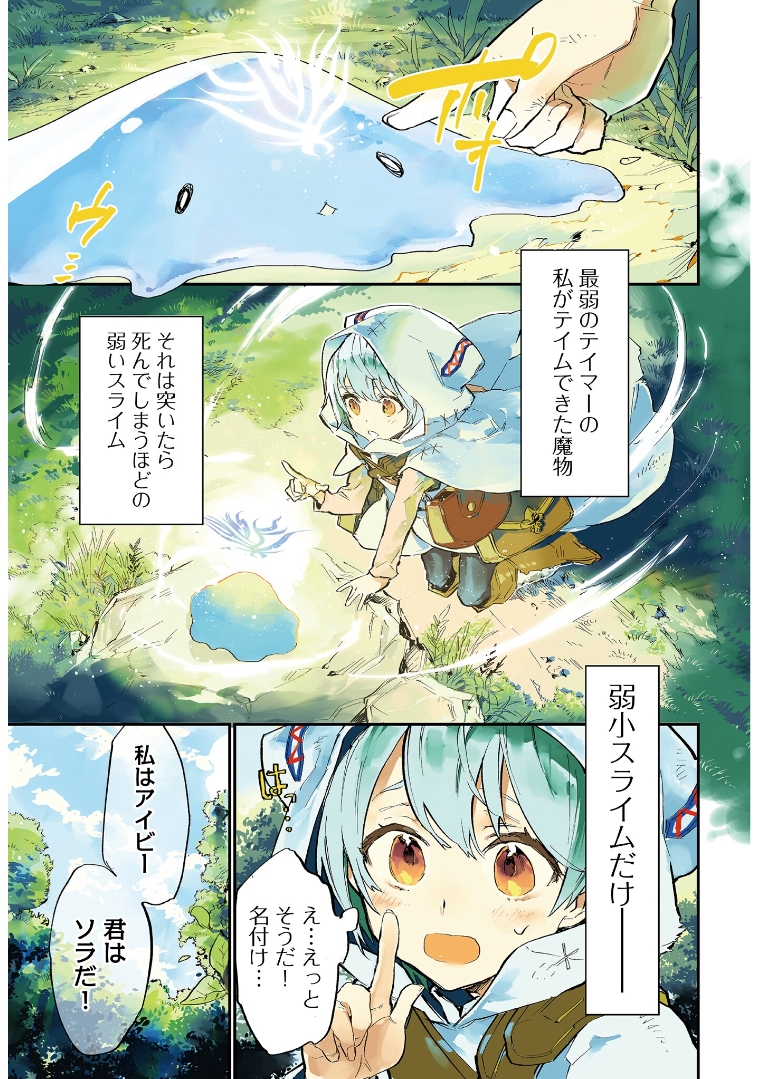 ポォォ
ウ
ミ
最弱のテイマーの
私がテイムできた魔物
それは突いたら
死んでしまうほどの
弱いスライム
弱小スライムだけ――
はっ…
え…えっと
そうだ！
名付け…
私はアイビー
君は
ソラだ！